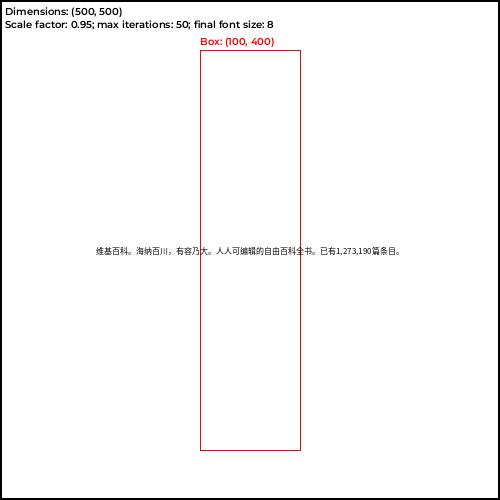 Dimensions: (500, 500)
Scale factor: 0.95; max iterations: 50; final font size: 8
Box: (100, 400)
维基百科。海纳百川，有容乃大。人人可编辑的自由百科全书。已有1,273,190篇条目。